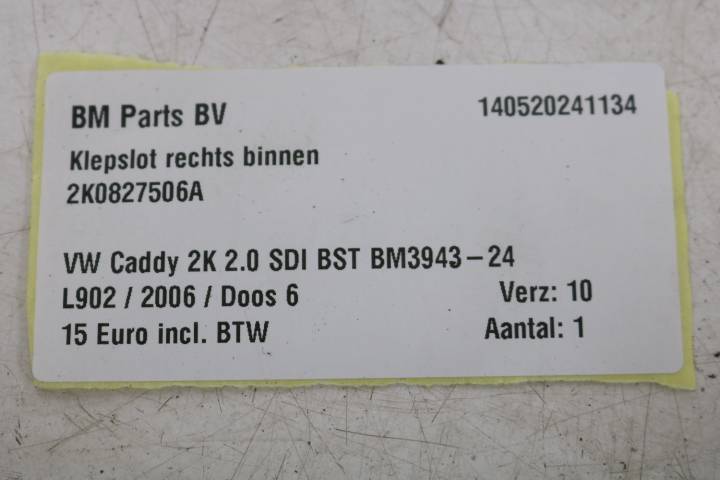 BM Parts BV 140520241134
Klepslot rechts binnen
2K0827506A
VW Caddy 2K 2.0 SDI BST BM3943-24
L902 / 2006 / Doos 6 Verz: 10
15 Euro incl. BTW Aantal: 1